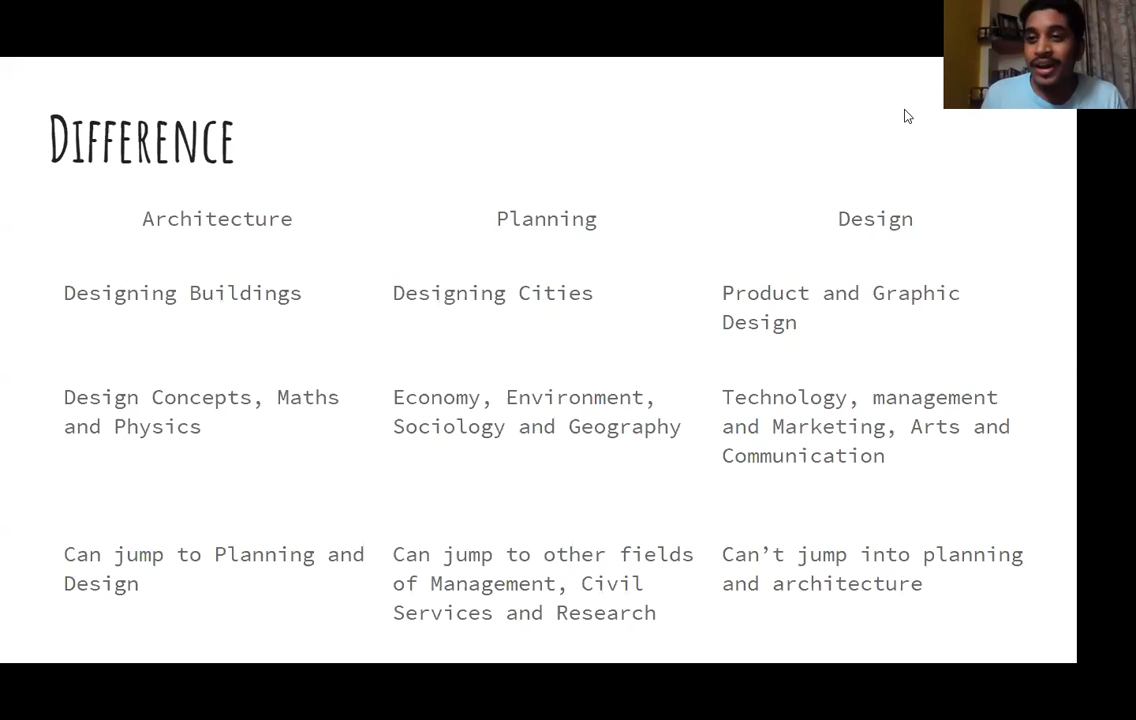 DIFFERENCE
Architecture
Designing Buildings
Design Concepts, Maths
and Physics
Can jump to Planning and
Design
Planning
Designing Cities
Economy, Environment,
Sociology and Geography
Can jump to other fields
of Management, Civil
Services and Research
Design
Product and Graphic
Design
Technology, management
and Marketing, Arts and
Communication
Can’t jump into planning
and architecture